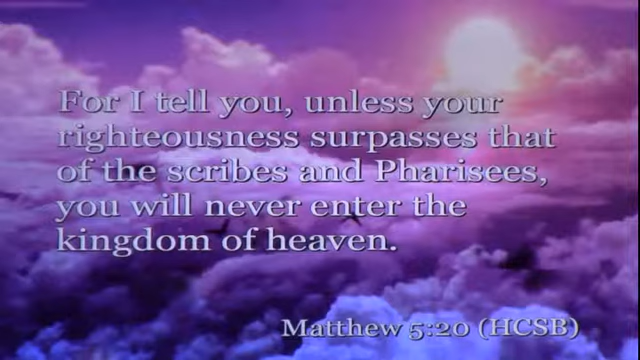 For I tell you, unless your
righteousness surpasses that
of the scribes and Pharisees,
you will never enter the
kingdom of heaven.
Matthew 5:20 (HCSB)